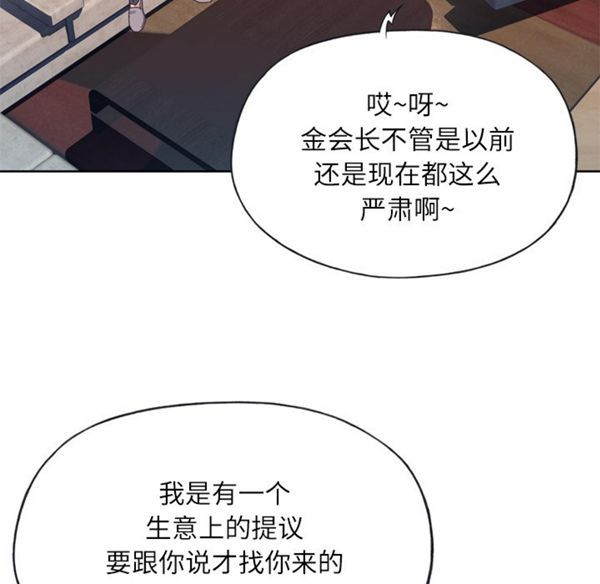 哎~呀~
金会长不管是以前
还是现在都这么
严肃啊~
我是有一个
生意上的提议
要跟你说才找你来的